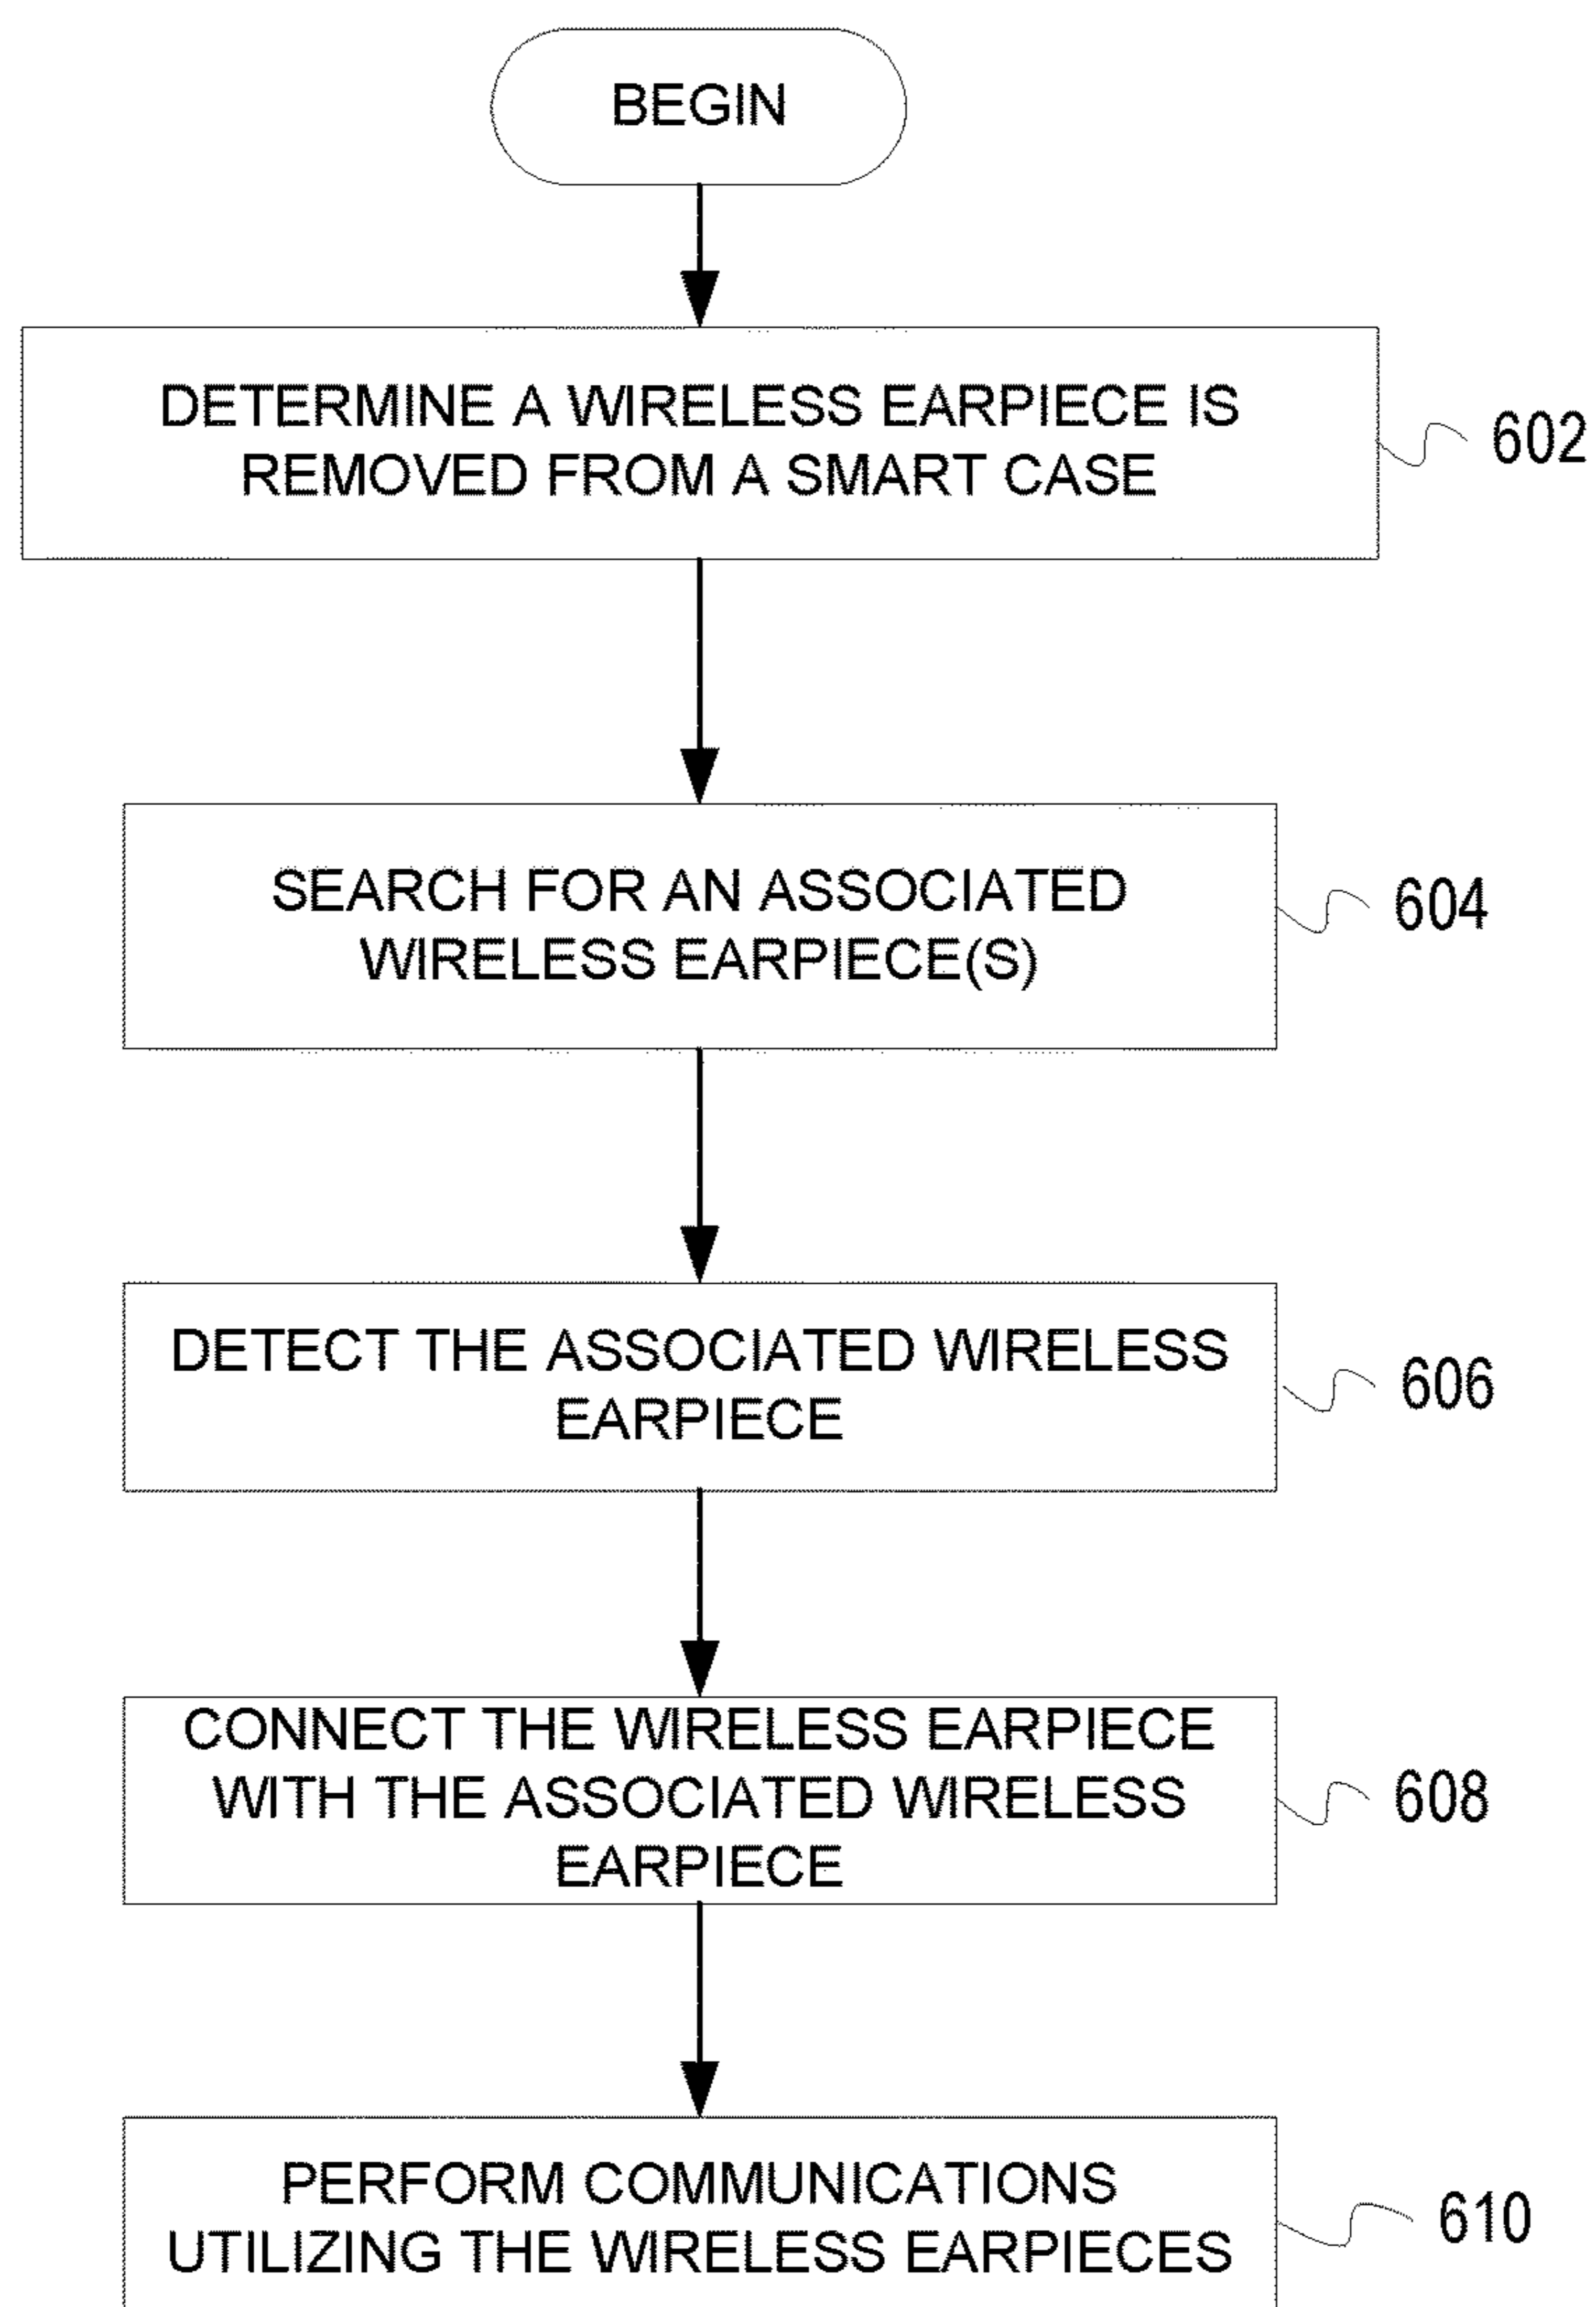 BEGIN
DETERMINE A WIRELESS EARPIECE IS
REMOVED FROM A SMART CASE
602
SEARCH FOR AN ASSOCIATED
WIRELESS EARPIECE(S)
604
DETECT THE ASSOCIATED WIRELESS
EARPIECE
606
CONNECT THE WIRELESS EARPIECE
WITH THE ASSOCIATED WIRELESS
EARPIECE
608
PERFORM COMMUNICATIONS
UTILIZING THE WIRELESS EARPIECES
610